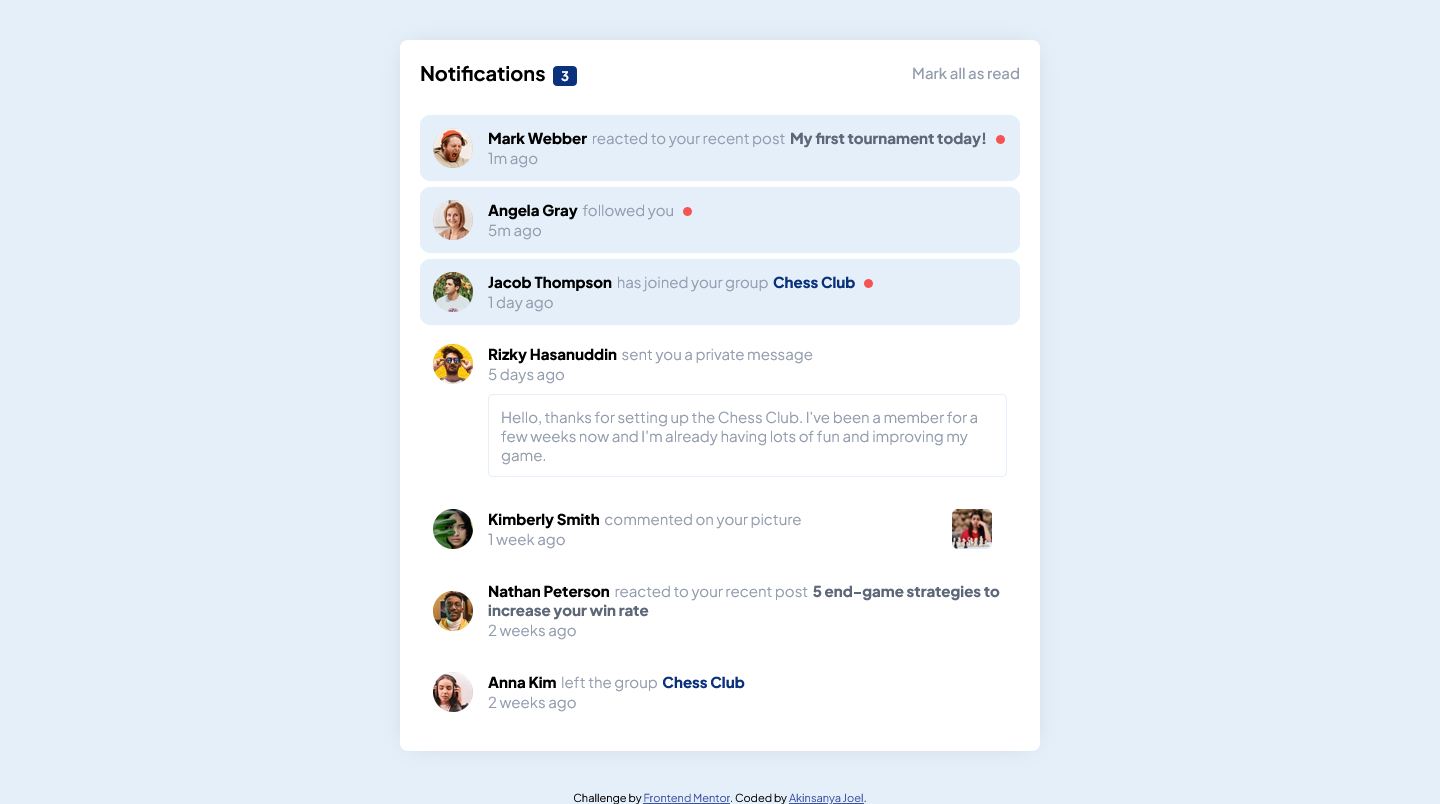 Notifications 3
Mark all as read
Mark Webber reacted to your recent post My first tournament today!
1m ago
Angela Gray followed you
5m ago
Jacob Thompson has joined your group Chess Club
1 day ago
Rizky Hasanuddin sent you a private message
5 days ago
Hello, thanks for setting up the Chess Club. I've been a member for a
few weeks now and I'm already having lots of fun and improving my
game.
Kimberly Smith commented on your picture
1 week ago
Nathan Peterson reacted to your recent post 5 end-game strategies to
increase your win rate
2 weeks ago
Anna Kim left the group Chess Club
2 weeks ago
Challenge by Frontend Mentor. Coded by Akinsanya Joel.